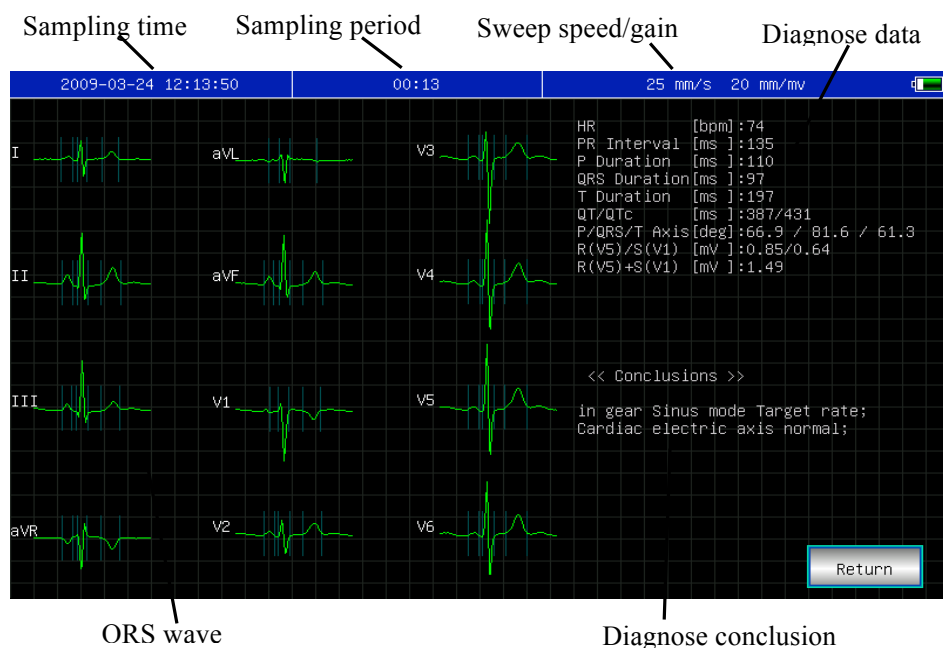 Sampling time Sampling period Sweep speed/gain Diagnose data
2009-03-24 12:13:50 00:13 25 mm/s 20 mm/mv
I aVL V3
II aVF V4
III V1 V5
aVR V2 V6
HR [bpm]:74
PR Interval [ms ]:135
P Duration [ms ]:110
QRS Duration[ms ]:97
T Duration [ms ]:197
QT/QTc [ms ]:387/431
P/QRS/T Axis[deg]:66.9 / 81.6 / 61.3
R(V5)/S(V1) [mV ]:0.85/0.64
R(V5)+S(V1) [mV ]:1.49
<< Conclusions >>
in gear Sinus mode Target rate;
Cardiac electric axis normal;
Return
ORS wave Diagnose conclusion